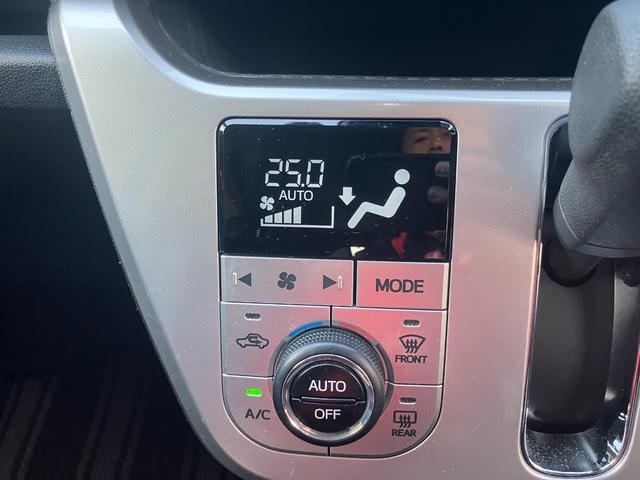 25.0
AUTO
MODE
FRONT
AUTO
A/C
OFF
REAR